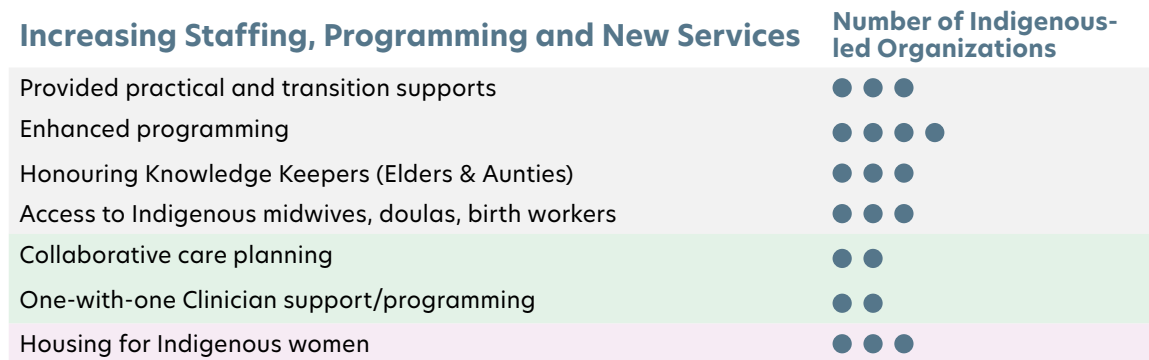 Increasing Staffing, Programming and New Services
Number of Indigenous-
led Organizations
Provided practical and transition supports
Enhanced programming
Honouring Knowledge Keepers (Elders & Aunties)
Access to Indigenous midwives, doulas, birth workers
Collaborative care planning
One-with-one Clinician support/programming
Housing for Indigenous women